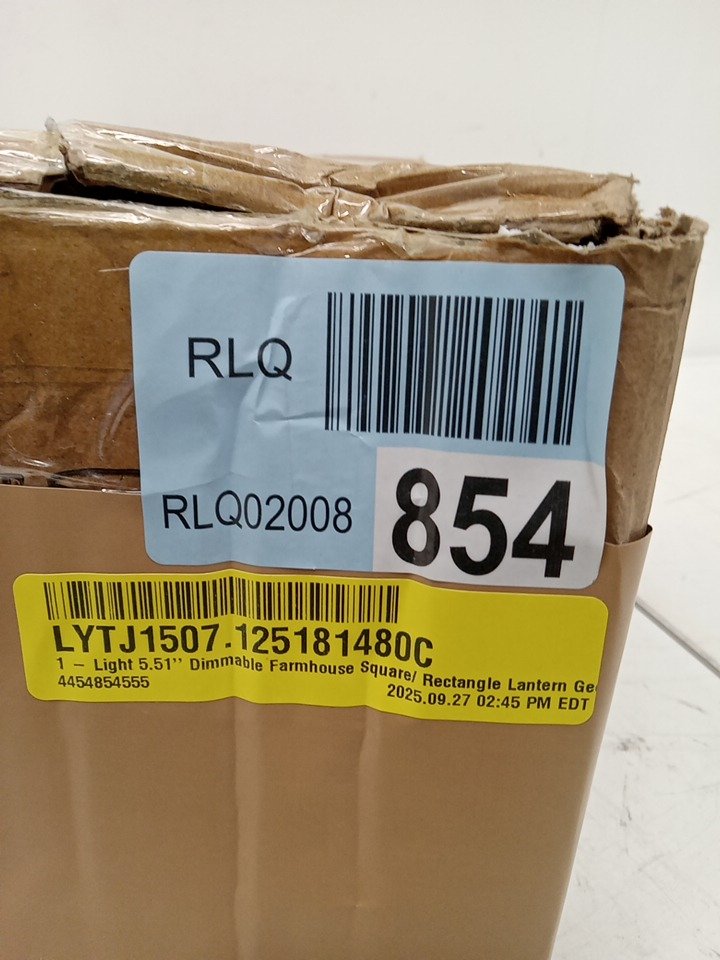 RLQ
RLQ02008
854
LYTJ1507.125181480C
1 – Light 5.51'' Dimmable Farmhouse Square/ Rectangle Lantern Ge
4454854555
2025.09.27 02:45 PM EDT